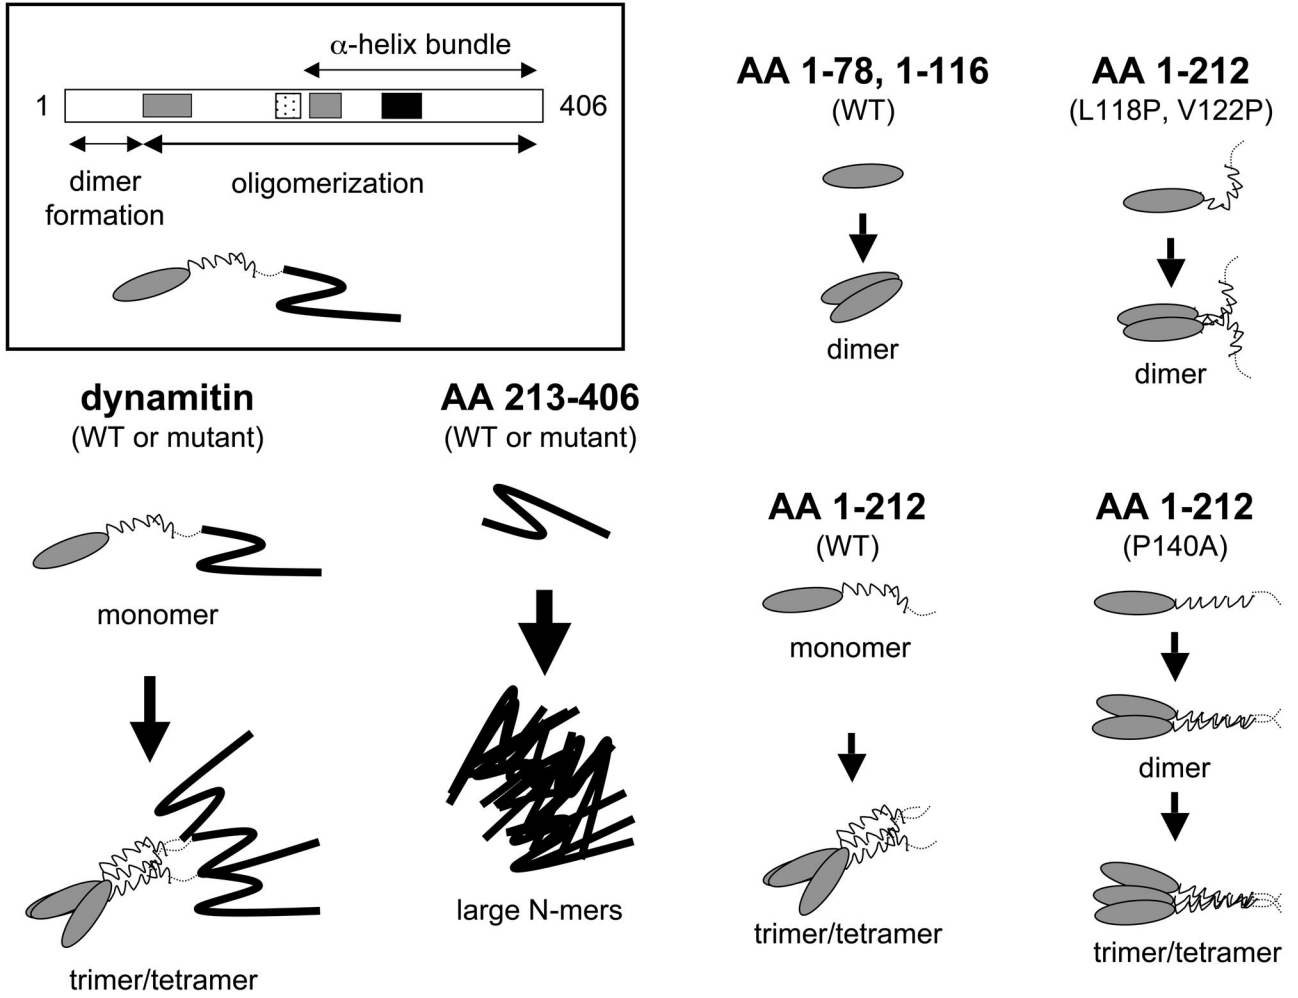 α-helix bundle
1
406
dimer
formation
oligomerization
dynamitin
(WT or mutant)
monomer
trimer/tetramer
AA 213-406
(WT or mutant)
large N-mers
AA 1-78, 1-116
(WT)
dimer
AA 1-212
(L118P, V122P)
dimer
AA 1-212
(WT)
monomer
trimer/tetramer
AA 1-212
(P140A)
dimer
trimer/tetramer